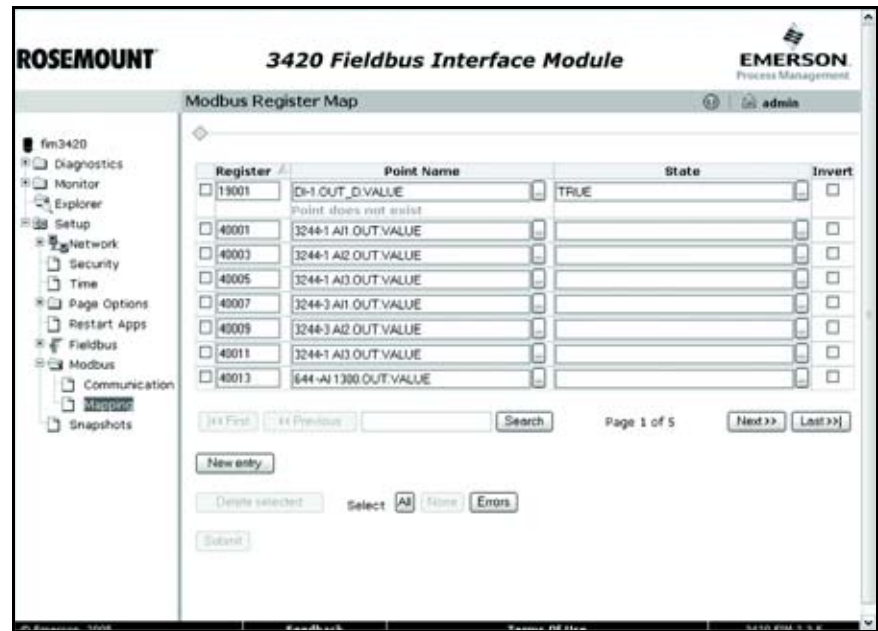 ROSEMOUNT
3420 Fieldbus Interface Module
EMERSON
Process Management
Modbus Register Map
admin
fim3420
Diagnostics
Monitor
Explorer
Setup
Network
Security
Time
Page Options
Restart Apps
Fieldbus
Modbus
Communication
Mapping
Snapshots
Register Point Name State Invert
19001 DI-1.OUT_D.VALUE ... TRUE ...
Point does not exist
40001 3244-1.AI1.OUT.VALUE ... ...
40003 3244-1.AI2.OUT.VALUE ... ...
40005 3244-1.AI3.OUT.VALUE ... ...
40007 3244-3.AI1.OUT.VALUE ... ...
40009 3244-3.AI2.OUT.VALUE ... ...
40011 3244-1.AI3.OUT.VALUE ... ...
40013 644-AI1300.OUT.VALUE ... ...
|<< First << Previous Search Page 1 of 5 Next >> Last >>|
New entry
Delete selected Select All None Errors
Submit
© Emerson, 2005 Feedback Terms Of Use